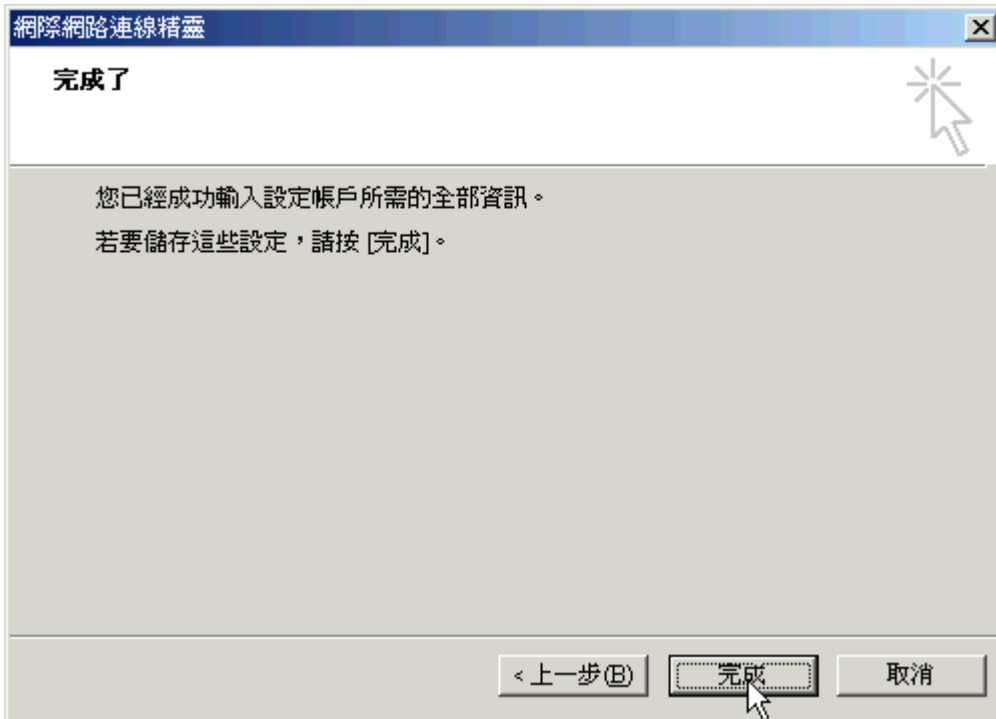 網際網路連線精靈
完成了
您已經成功輸入設定帳戶所需的全部資訊。
若要儲存這些設定，請按 [完成]。
<上一步(B) 完成 取消